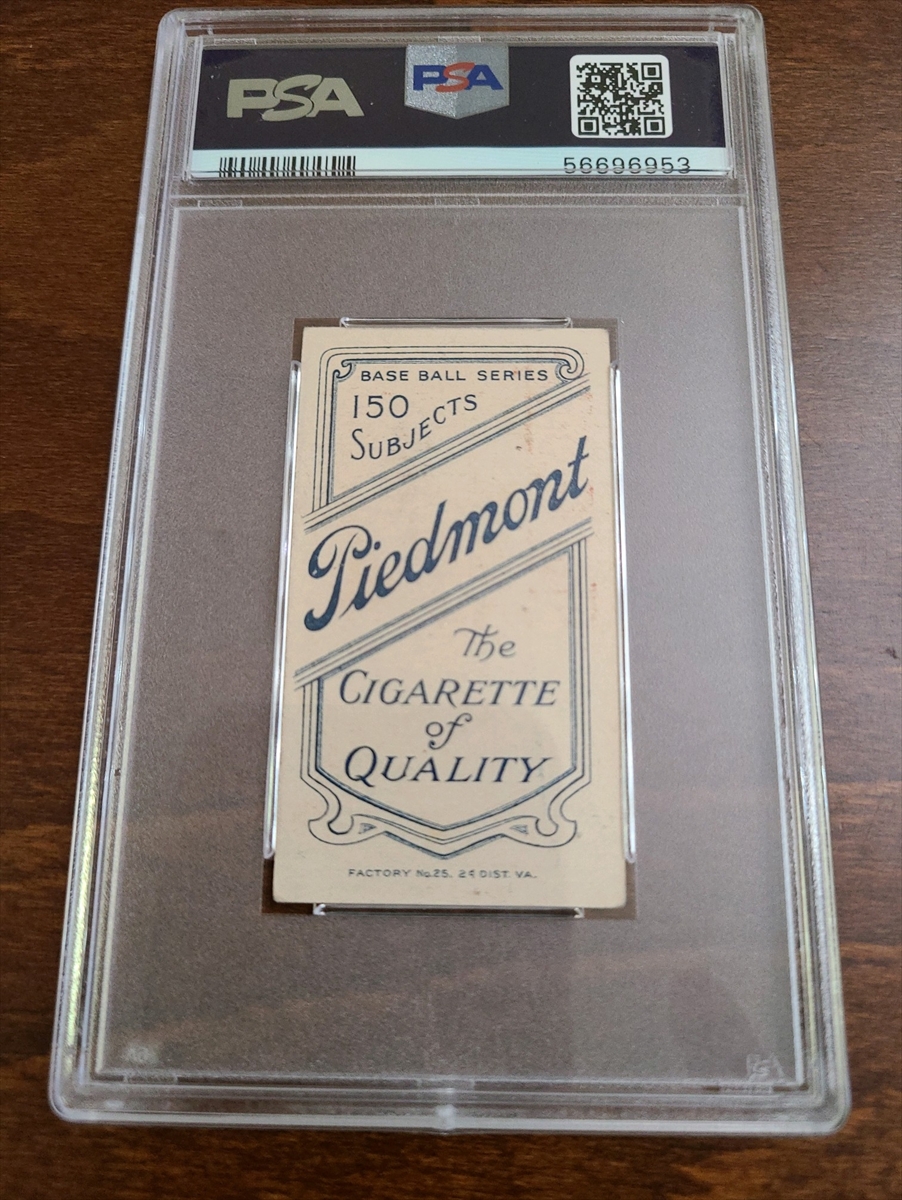 PSA PSA
56696953
BASE BALL SERIES
150
SUBJECTS
Piedmont
The
CIGARETTE
of
QUALITY
FACTORY No. 25, 2d DIST. VA.